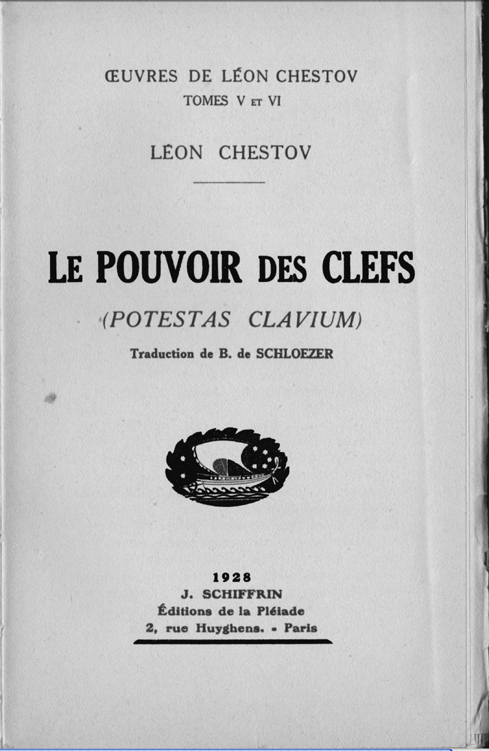 ŒUVRES DE LÉON CHESTOV
TOMES V ET VI
LÉON CHESTOV
LE POUVOIR DES CLEFS
(POTESTAS CLAVIUM)
Traduction de B. de SCHLOEZER
1928
J. SCHIFFRIN
Éditions de la Pléiade
2, rue Huyghens. - Paris